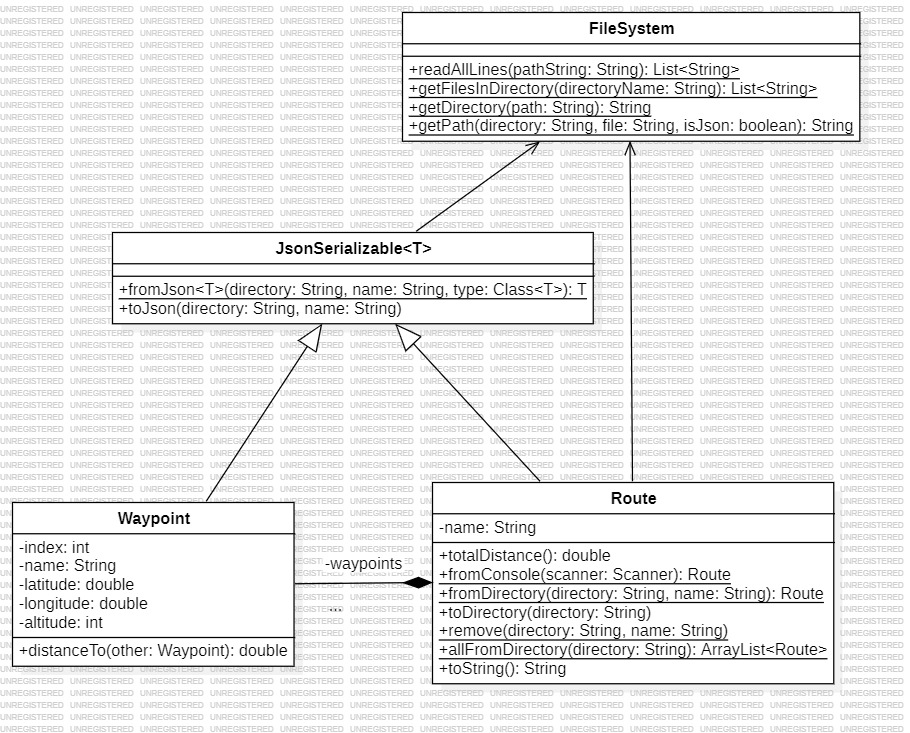 FileSystem
+readAllLines(pathString: String): List<String>
+getFilesInDirectory(directoryName: String): List<String>
+getDirectory(path: String): String
+getPath(directory: String, file: String, isJson: boolean): String
JsonSerializable<T>
+fromJson<T>(directory: String, name: String, type: Class<T>): T
+toJson(directory: String, name: String)
Waypoint
-index: int
-name: String
-latitude: double
-longitude: double
-altitude: int
+distanceTo(other: Waypoint): double
-waypoints
...
Route
-name: String
+totalDistance(): double
+fromConsole(scanner: Scanner): Route
+fromDirectory(directory: String, name: String): Route
+toDirectory(directory: String)
+remove(directory: String, name: String)
+allFromDirectory(directory: String): ArrayList<Route>
+toString(): String
UNREGISTERED